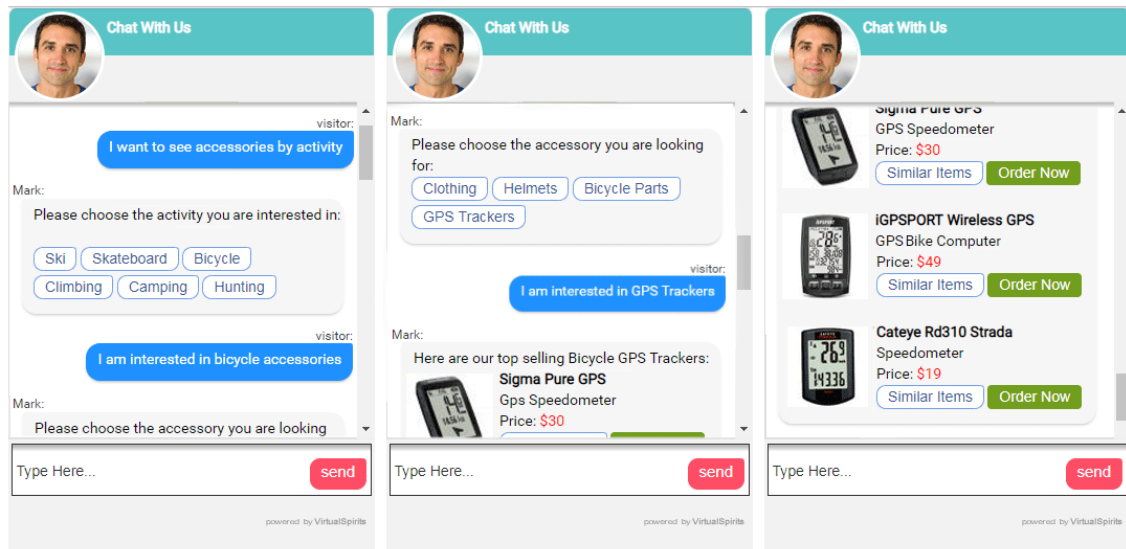 Chat With Us
visitor:
I want to see accessories by activity
Mark:
Please choose the activity you are interested in:
Ski Skateboard Bicycle
Climbing Camping Hunting
visitor:
I am interested in bicycle accessories
Mark:
Please choose the accessory you are looking
Type Here... send
powered by VirtualSpirits
Chat With Us
Mark:
Please choose the accessory you are looking
for:
Clothing Helmets Bicycle Parts
GPS Trackers
visitor:
I am interested in GPS Trackers
Mark:
Here are our top selling Bicycle GPS Trackers:
Sigma Pure GPS
Gps Speedometer
Price: $30
Type Here... send
powered by VirtualSpirits
Chat With Us
Sigma Pure GPS
GPS Speedometer
Price: $30
Similar Items Order Now
iGPSPORT Wireless GPS
GPS Bike Computer
Price: $49
Similar Items Order Now
Cateye Rd310 Strada
Speedometer
Price: $19
Similar Items Order Now
Type Here... send
powered by VirtualSpirits